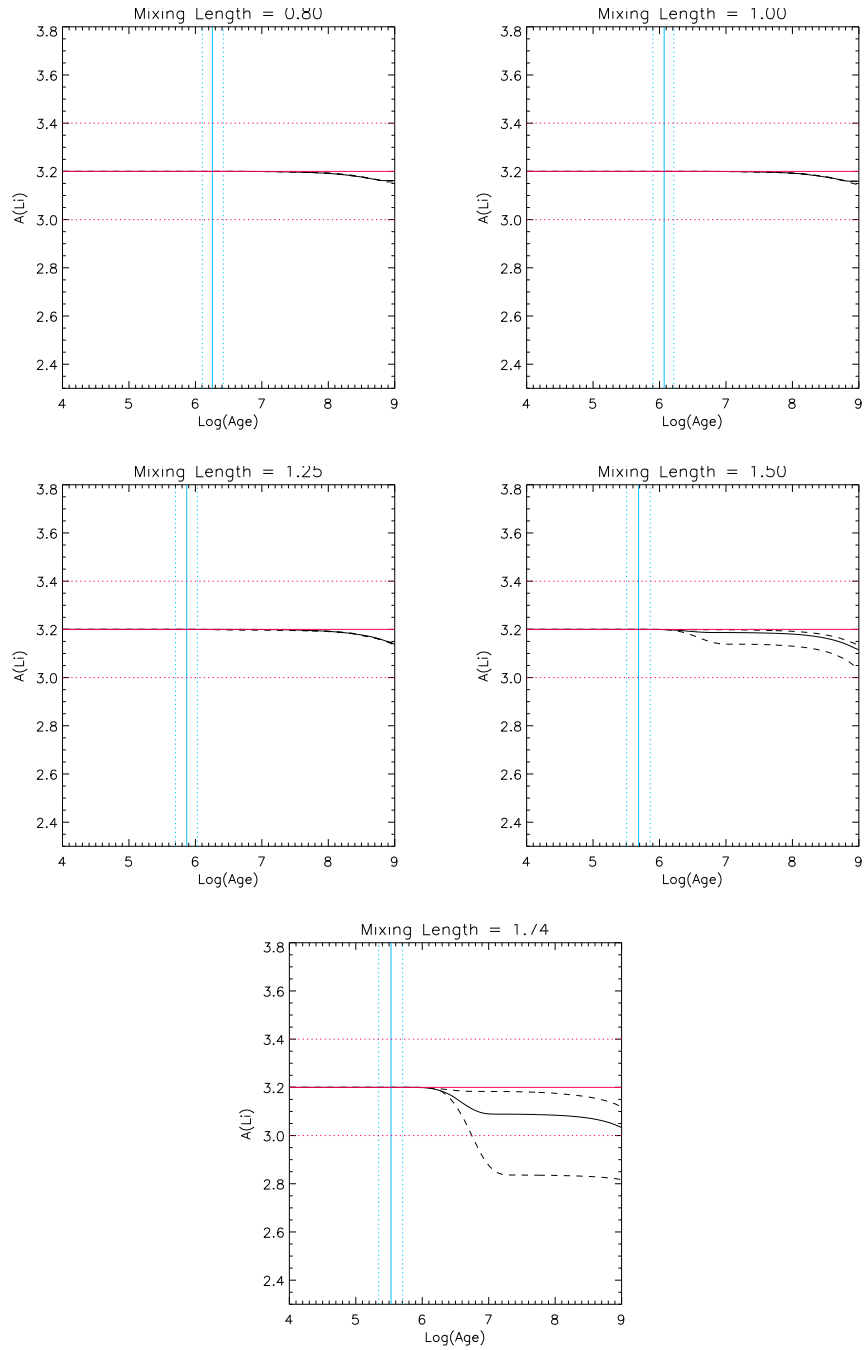 Mixing Length = 0.80
3.8
3.6
3.4
3.2
3.0
2.8
2.6
2.4
A(Li)
4 5 6 7 8 9
Log(Age)
Mixing Length = 1.00
3.8
3.6
3.4
3.2
3.0
2.8
2.6
2.4
A(Li)
4 5 6 7 8 9
Log(Age)
Mixing Length = 1.25
3.8
3.6
3.4
3.2
3.0
2.8
2.6
2.4
A(Li)
4 5 6 7 8 9
Log(Age)
Mixing Length = 1.50
3.8
3.6
3.4
3.2
3.0
2.8
2.6
2.4
A(Li)
4 5 6 7 8 9
Log(Age)
Mixing Length = 1.74
3.8
3.6
3.4
3.2
3.0
2.8
2.6
2.4
A(Li)
4 5 6 7 8 9
Log(Age)